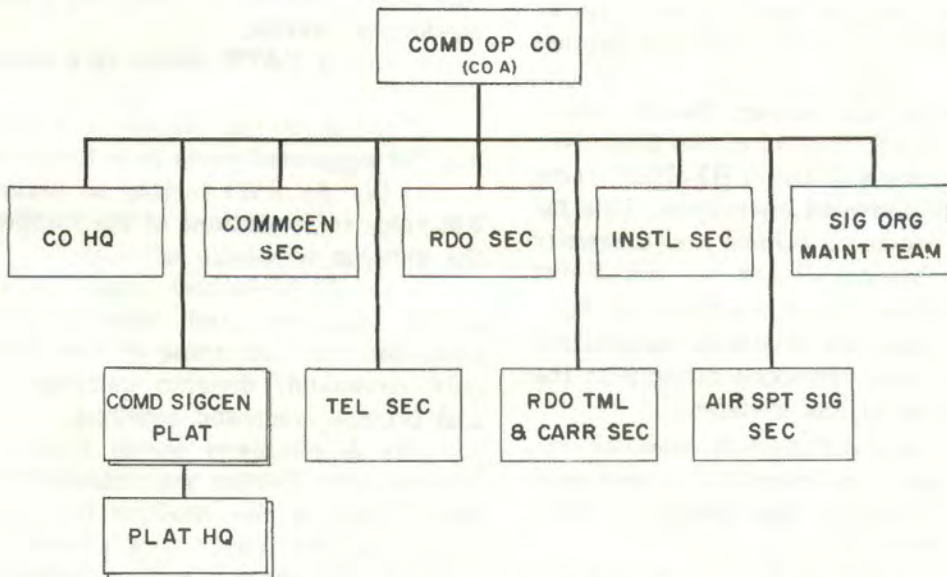 COMD OP CO
(CO A)
CO HQ
COMMCEN
SEC
RDO SEC
INSTL SEC
SIG ORG
MAINT TEAM
COMD SIGCEN
PLAT
TEL SEC
RDO TML
& CARR SEC
AIR SPT SIG
SEC
PLAT HQ